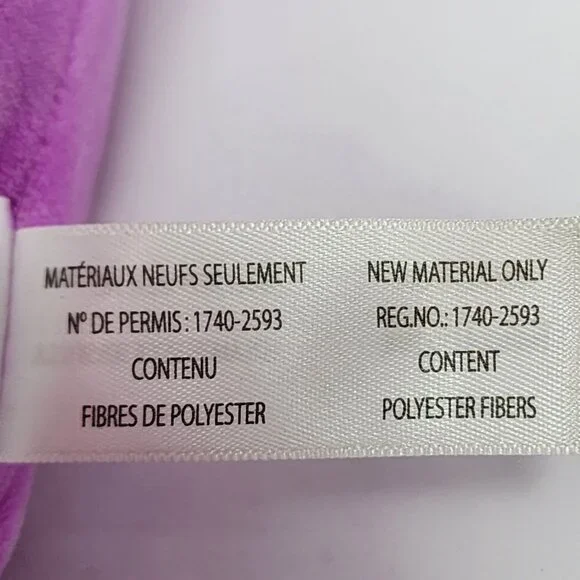 MATÉRIAUX NEUFS SEULEMENT
Nº DE PERMIS : 1740-2593
CONTENU
FIBRES DE POLYESTER
NEW MATERIAL ONLY
REG.NO.: 1740-2593
CONTENT
POLYESTER FIBERS